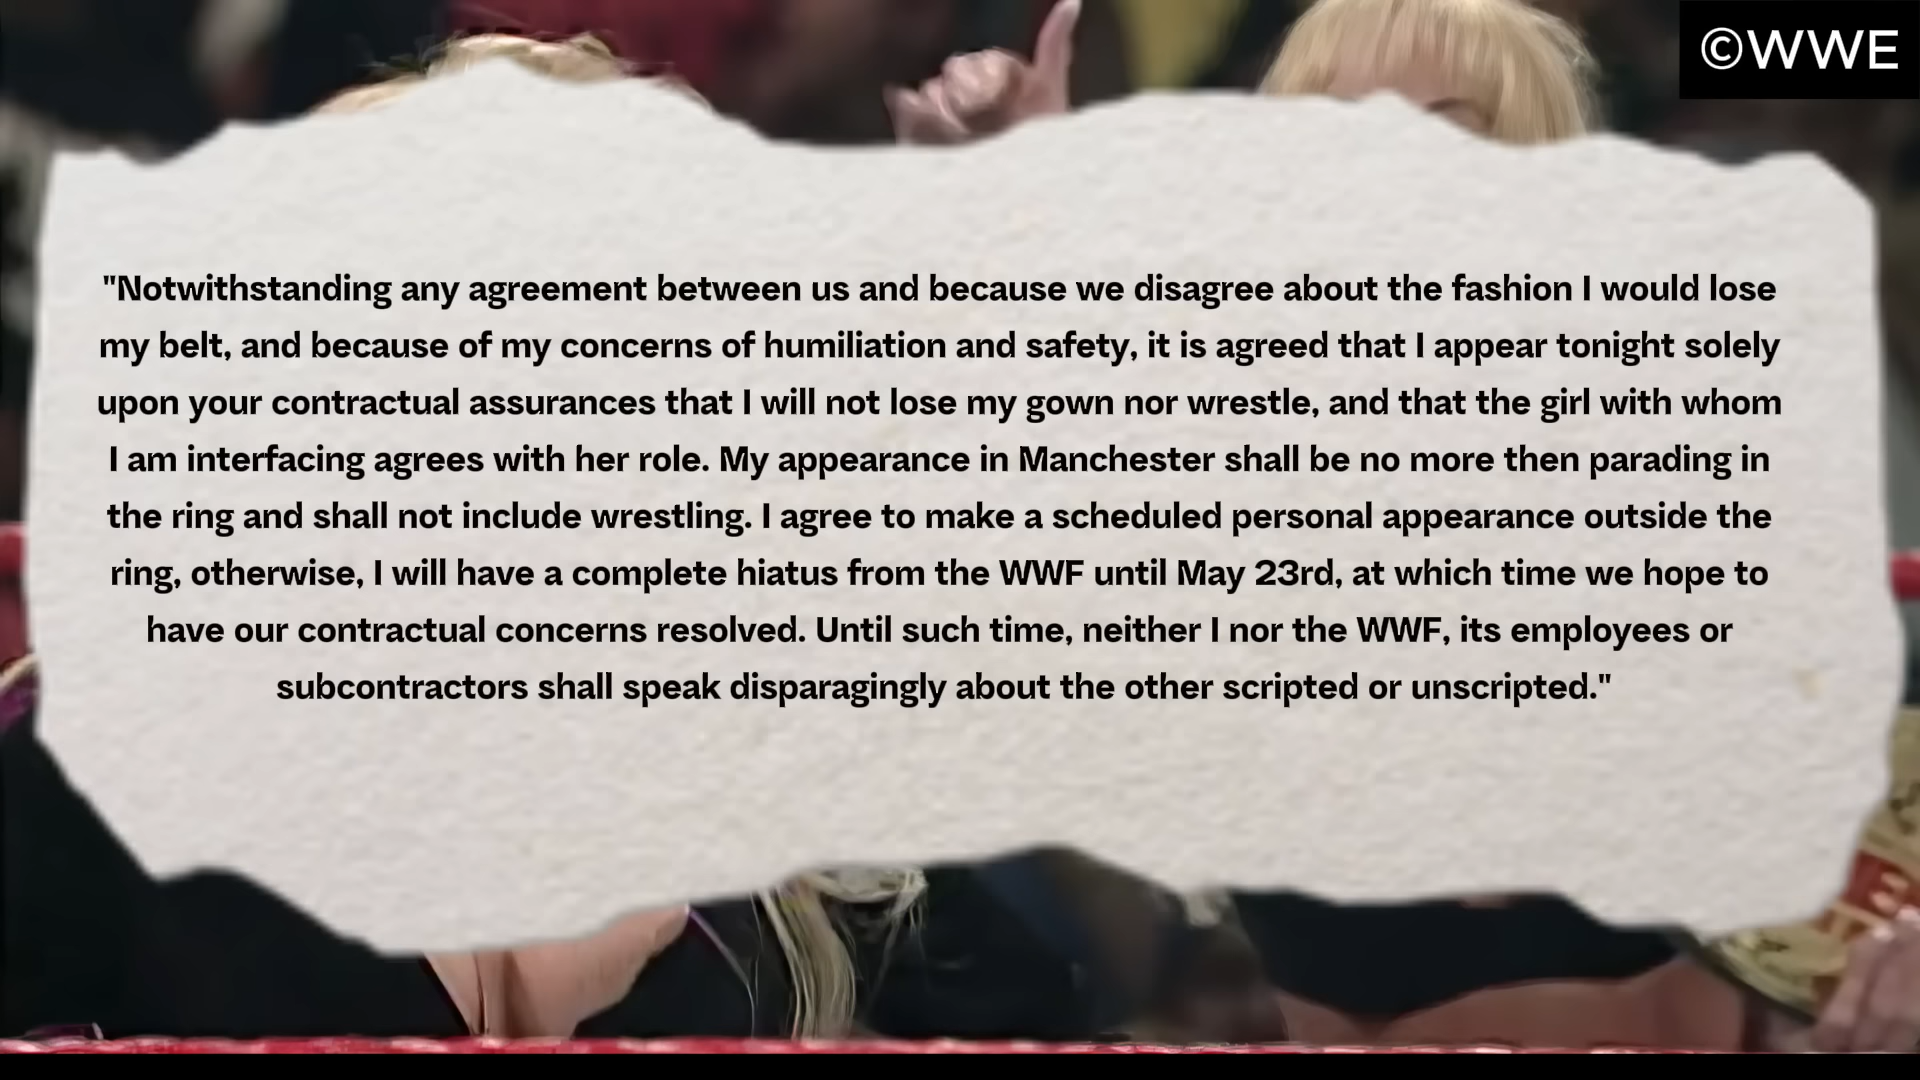 ©WWE
"Notwithstanding any agreement between us and because we disagree about the fashion I would lose
my belt, and because of my concerns of humiliation and safety, it is agreed that I appear tonight solely
upon your contractual assurances that I will not lose my gown nor wrestle, and that the girl with whom
I am interfacing agrees with her role. My appearance in Manchester shall be no more then parading in
the ring and shall not include wrestling. I agree to make a scheduled personal appearance outside the
ring, otherwise, I will have a complete hiatus from the WWF until May 23rd, at which time we hope to
have our contractual concerns resolved. Until such time, neither I nor the WWF, its employees or
subcontractors shall speak disparagingly about the other scripted or unscripted."